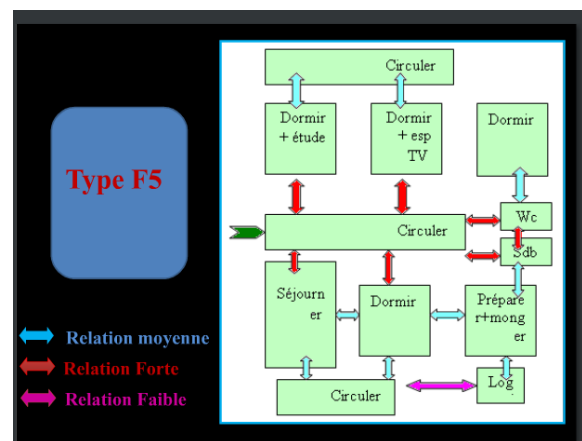 Circuler
Dormir
+ étude
Dormir
+ esp
TV
Dormir
Type F5
Wc
Circuler
Sdb
Séjourn
er
Dormir
Prépare
r+mong
er
Relation moyenne
Relation Forte
Circuler
Log
Relation Faible